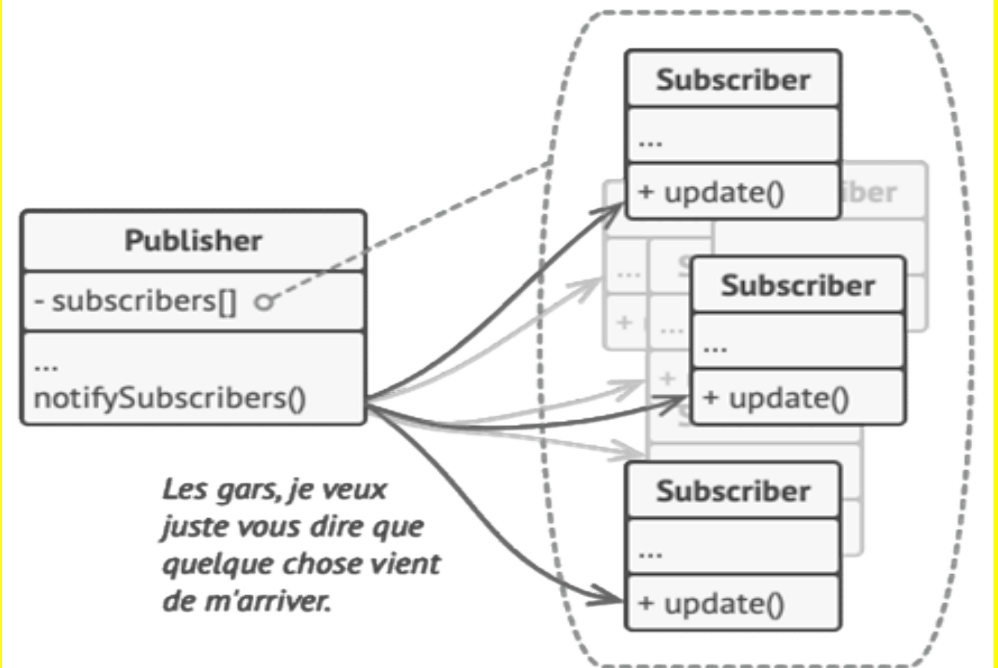 Publisher
- subscribers[]
...
notifySubscribers()
Les gars, je veux
juste vous dire que
quelque chose vient
de m'arriver.
Subscriber
...
+ update()
Subscriber
...
+ update()
Subscriber
...
+ update()
...
+
...
+